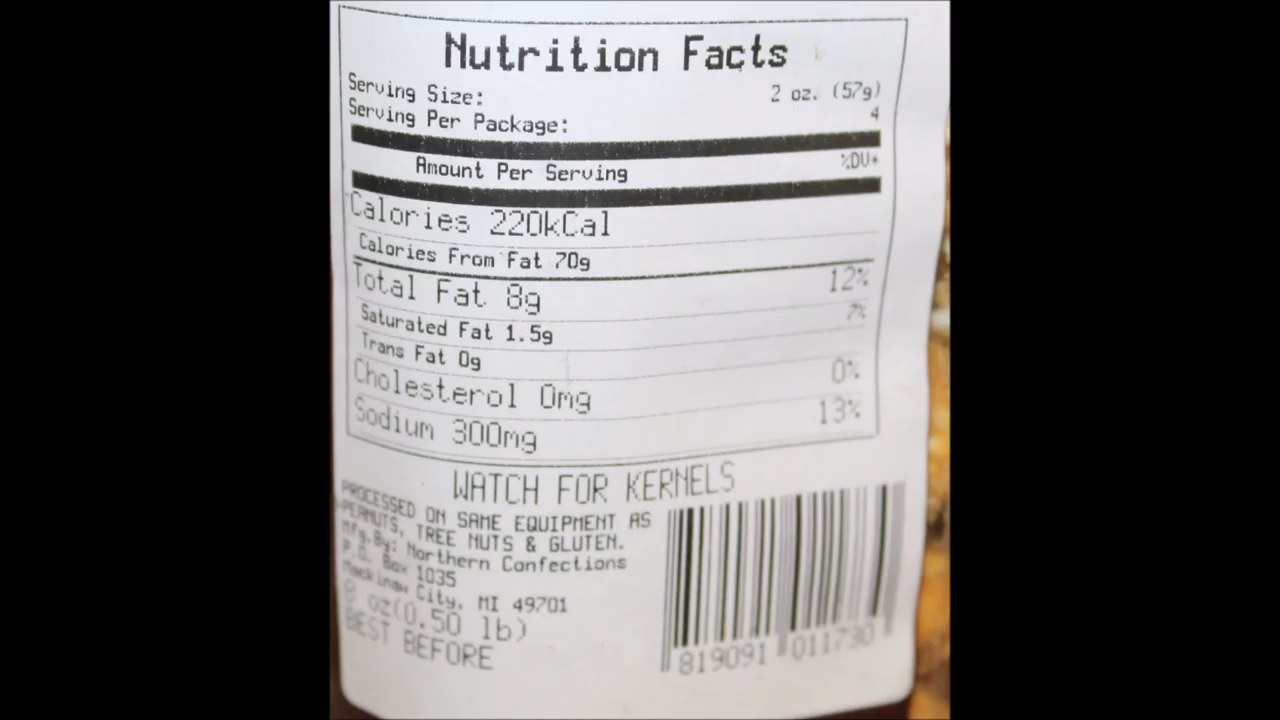 Nutrition Facts
Serving Size: 2 oz. (57g)
Serving Per Package: 4
Amount Per Serving %DV*
Calories 220kCal
Calories From Fat 70g
Total Fat 8g 12%
Saturated Fat 1.5g 7%
Trans Fat 0g
Cholesterol 0mg 0%
Sodium 300mg 13%
WATCH FOR KERNELS
PROCESSED ON SAME EQUIPMENT AS
PEANUTS, TREE NUTS & GLUTEN.
Mfg.By: Northern Confections
P.O. Box 1035
Mackinaw City, MI 49701
8 oz(0.50 lb)
BEST BEFORE
819091 011730